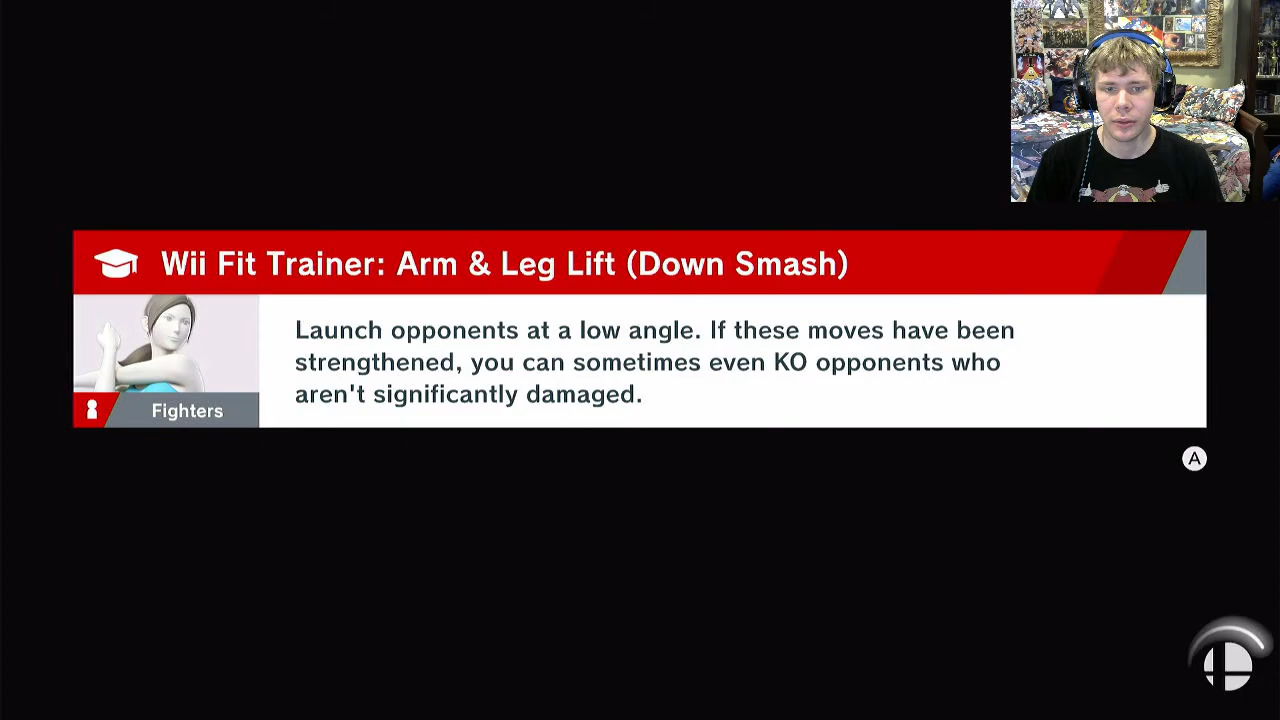 Wii Fit Trainer: Arm & Leg Lift (Down Smash)
Launch opponents at a low angle. If these moves have been
strengthened, you can sometimes even KO opponents who
aren't significantly damaged.
Fighters
A